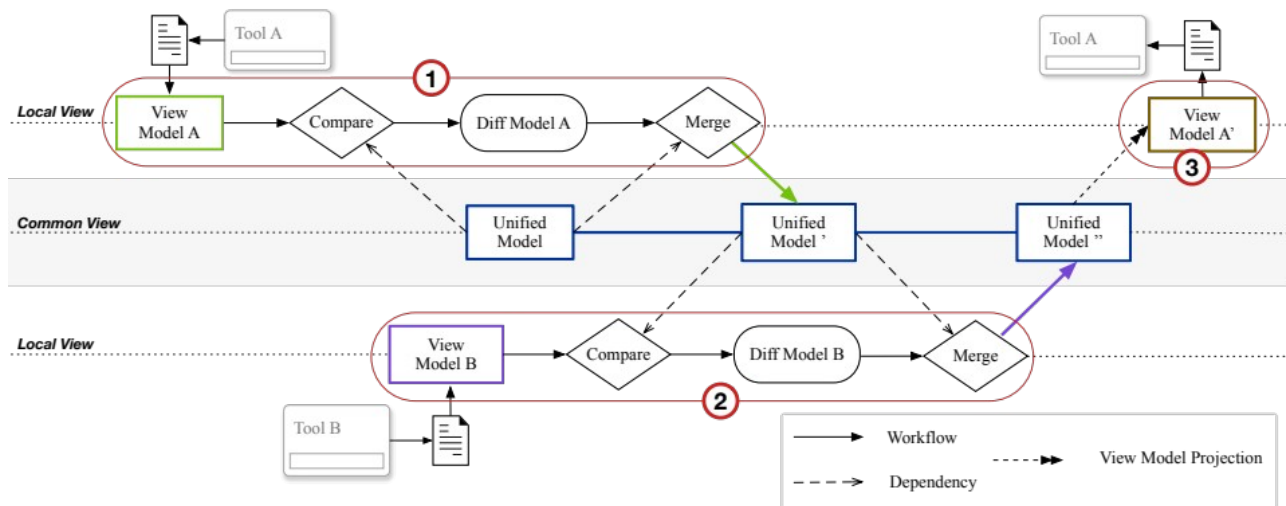 Tool A
Tool A
1
Local View
View
Model A
Compare
Diff Model A
Merge
View
Model A'
3
Common View
Unified
Model
Unified
Model '
Unified
Model ''
Local View
View
Model B
Compare
Diff Model B
Merge
2
Tool B
Workflow
View Model Projection
Dependency